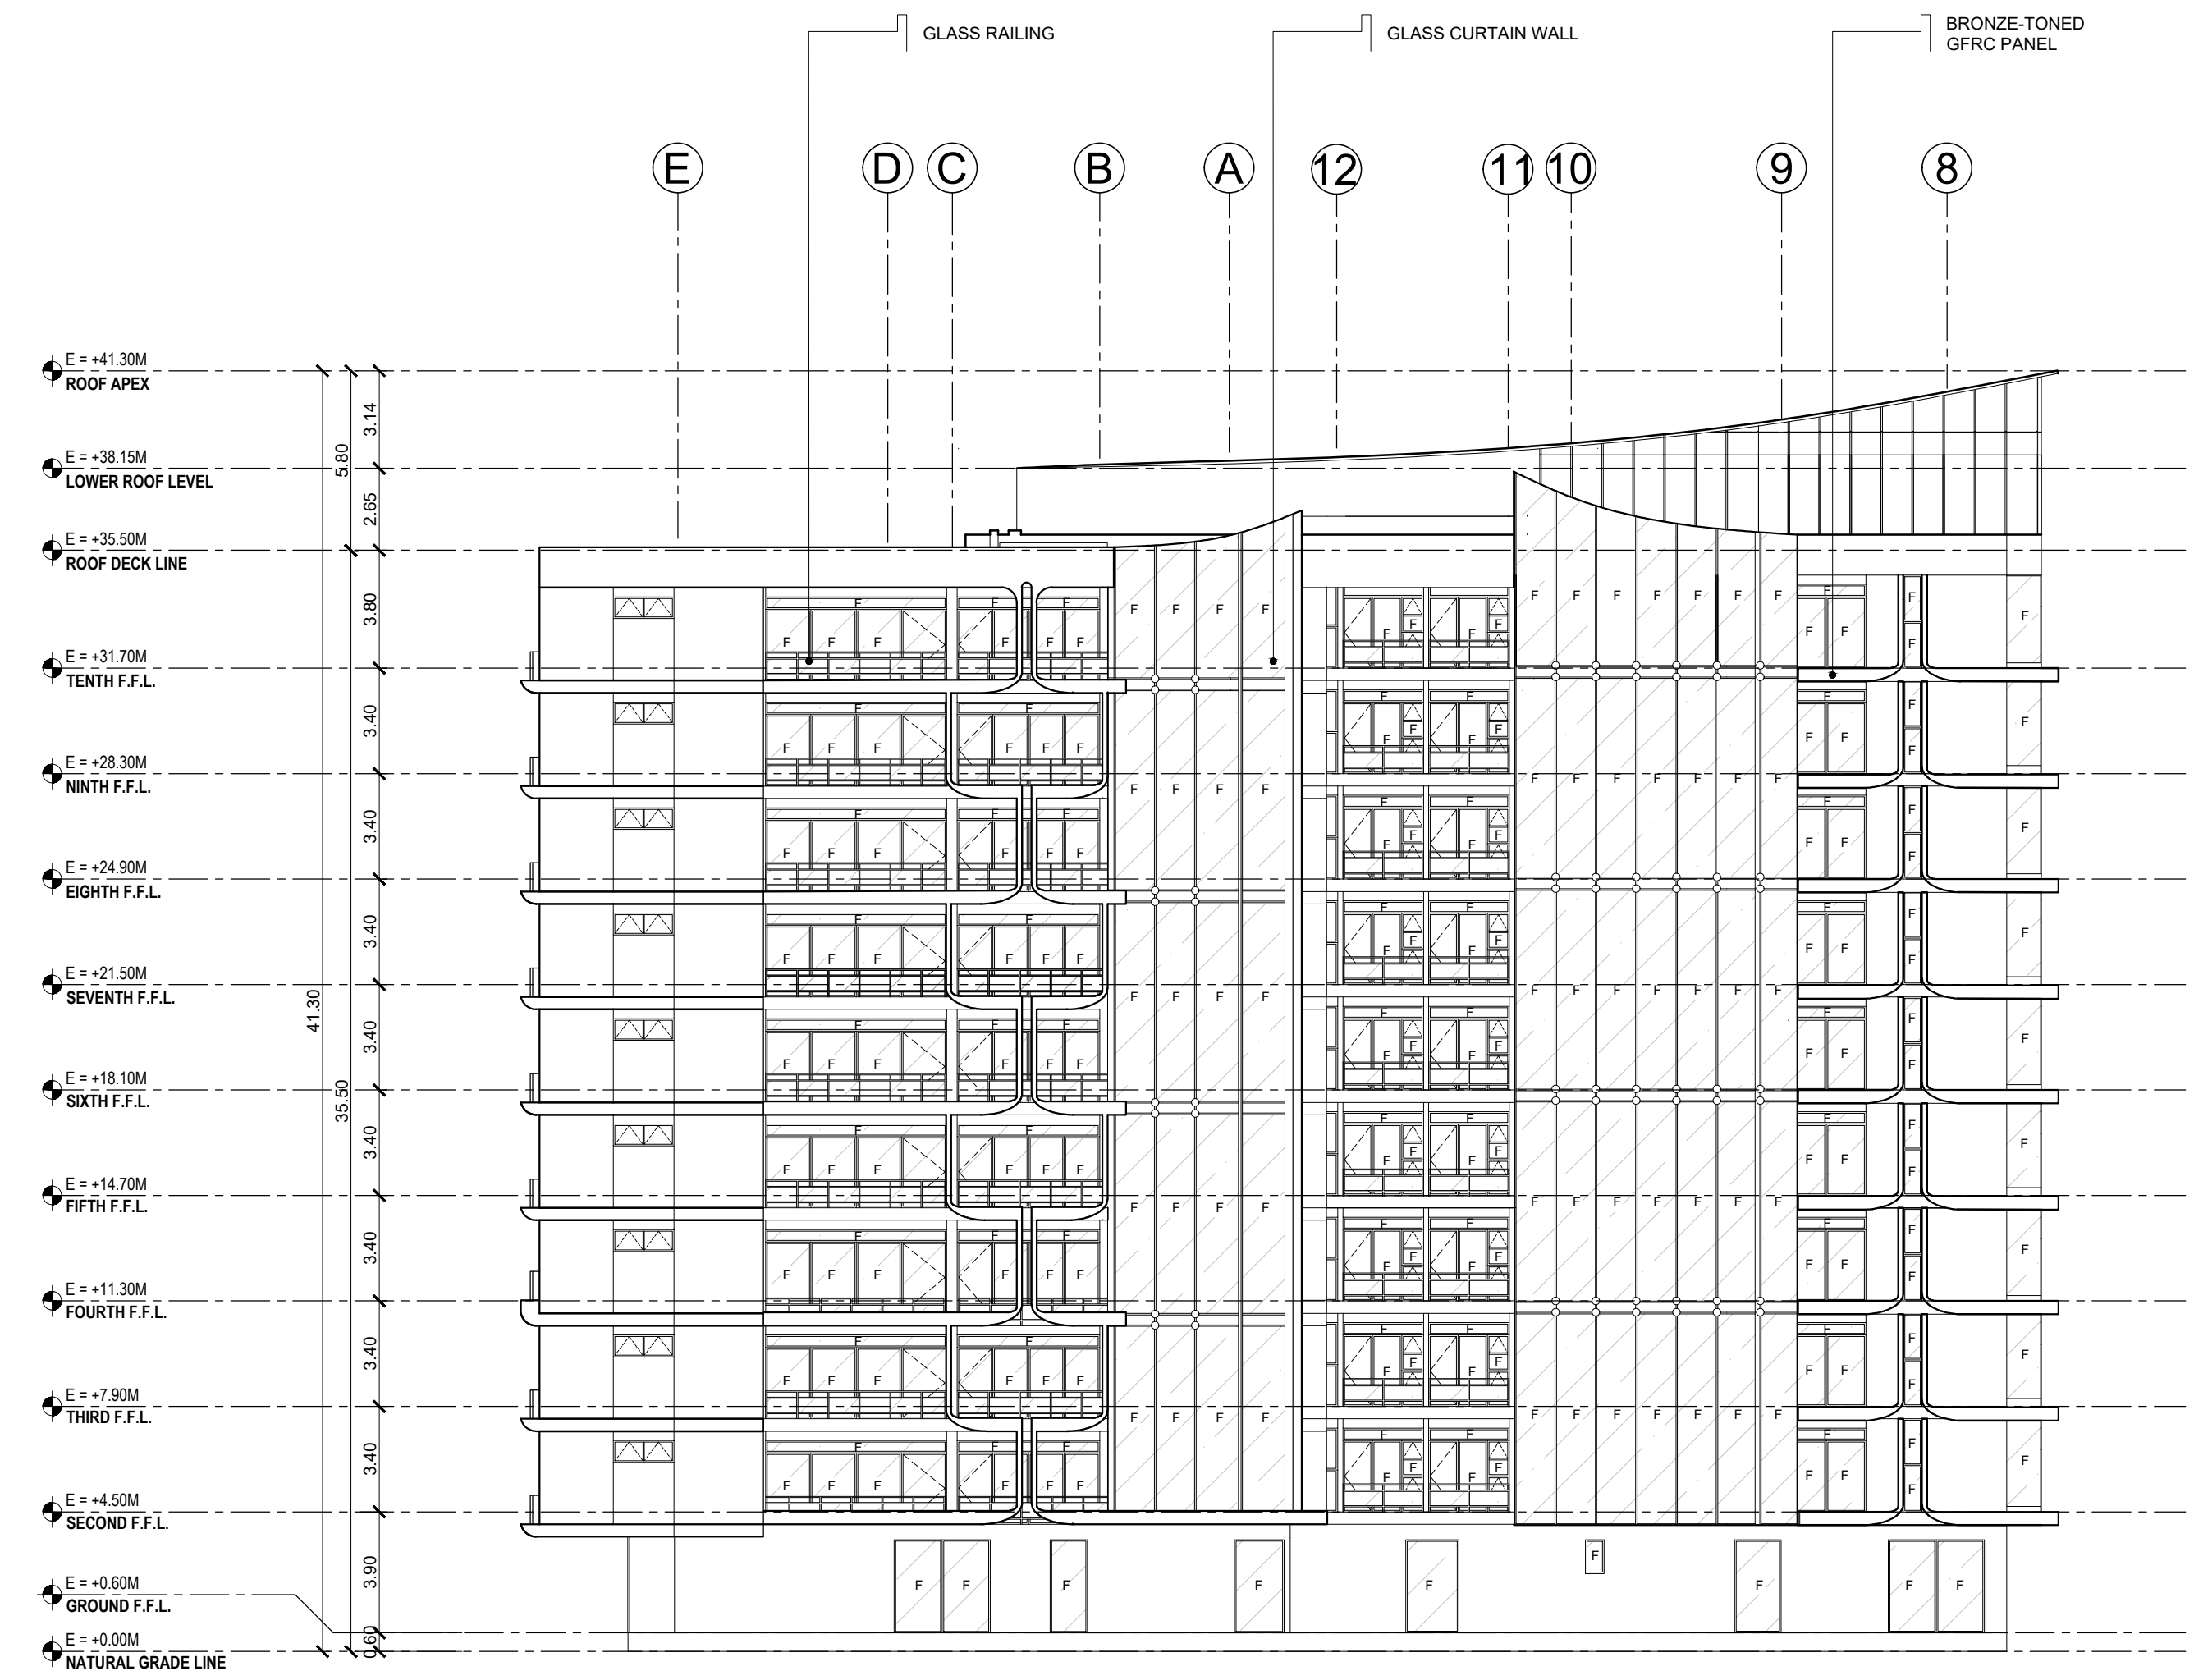 GLASS RAILING
GLASS CURTAIN WALL
BRONZE-TONED
GFRC PANEL
E D C B A 12 11 10 9 8
E = +41.30M
ROOF APEX
3.14
5.80
E = +38.15M
LOWER ROOF LEVEL
2.65
E = +35.50M
ROOF DECK LINE
3.80
E = +31.70M
TENTH F.F.L.
3.40
E = +28.30M
NINTH F.F.L.
3.40
E = +24.90M
EIGHTH F.F.L.
3.40
E = +21.50M
SEVENTH F.F.L.
41.30
3.40
E = +18.10M
SIXTH F.F.L.
35.50
3.40
E = +14.70M
FIFTH F.F.L.
3.40
E = +11.30M
FOURTH F.F.L.
3.40
E = +7.90M
THIRD F.F.L.
3.40
E = +4.50M
SECOND F.F.L.
3.90
E = +0.60M
GROUND F.F.L.
0.60
E = +0.00M
NATURAL GRADE LINE
F F F F F F F F